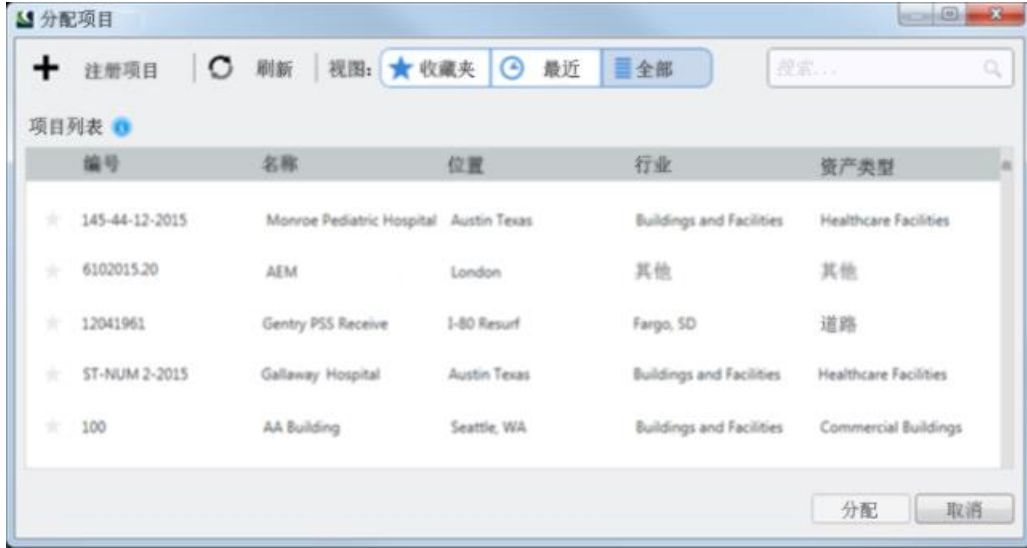 分配项目
注册项目 刷新 视图: 收藏夹 最近 全部 搜索...
项目列表
编号 名称 位置 行业 资产类型
145-44-12-2015 Monroe Pediatric Hospital Austin Texas Buildings and Facilities Healthcare Facilities
6102015.20 AEM London 其他 其他
12041961 Gentry PSS Receive I-80 Resurf Fargo, SD 道路
ST-NUM 2-2015 Gallaway Hospital Austin Texas Buildings and Facilities Healthcare Facilities
100 AA Building Seattle, WA Buildings and Facilities Commercial Buildings
分配 取消